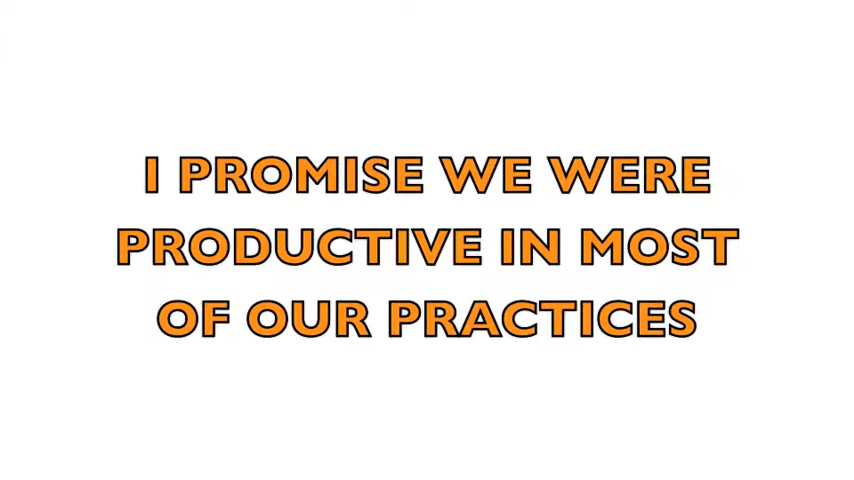 I PROMISE WE WERE
PRODUCTIVE IN MOST
OF OUR PRACTICES